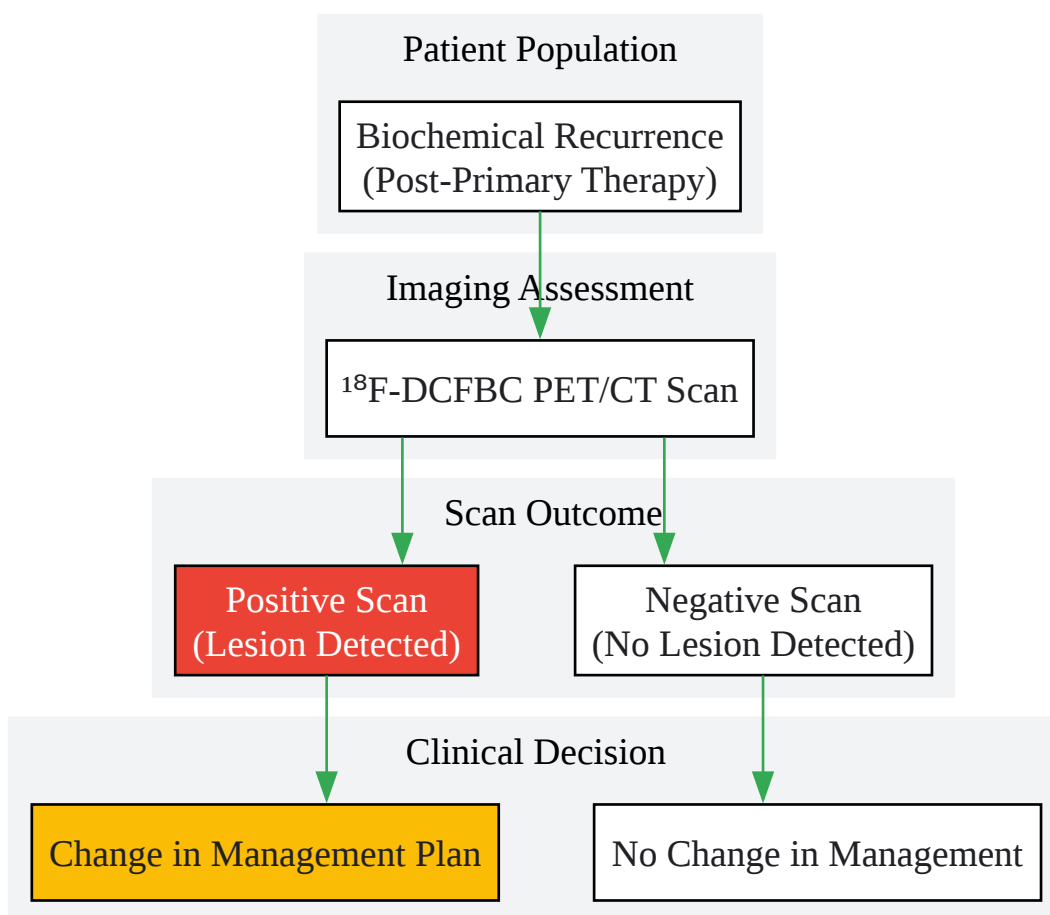 Patient Population
Biochemical Recurrence
(Post-Primary Therapy)
Imaging Assessment
¹⁸F-DCFBC PET/CT Scan
Scan Outcome
Positive Scan
(Lesion Detected)
Negative Scan
(No Lesion Detected)
Clinical Decision
Change in Management Plan
No Change in Management